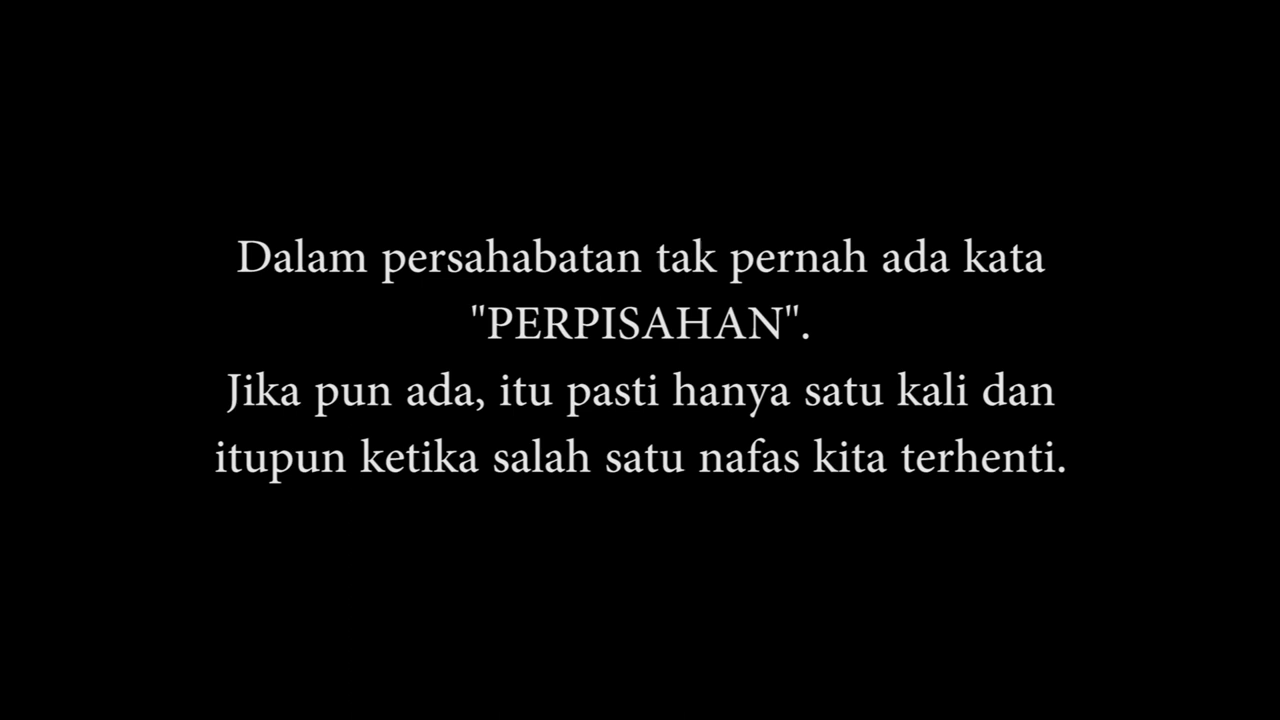 Dalam persahabatan tak pernah ada kata
"PERPISAHAN".
Jika pun ada, itu pasti hanya satu kali dan
itupun ketika salah satu nafas kita terhenti.